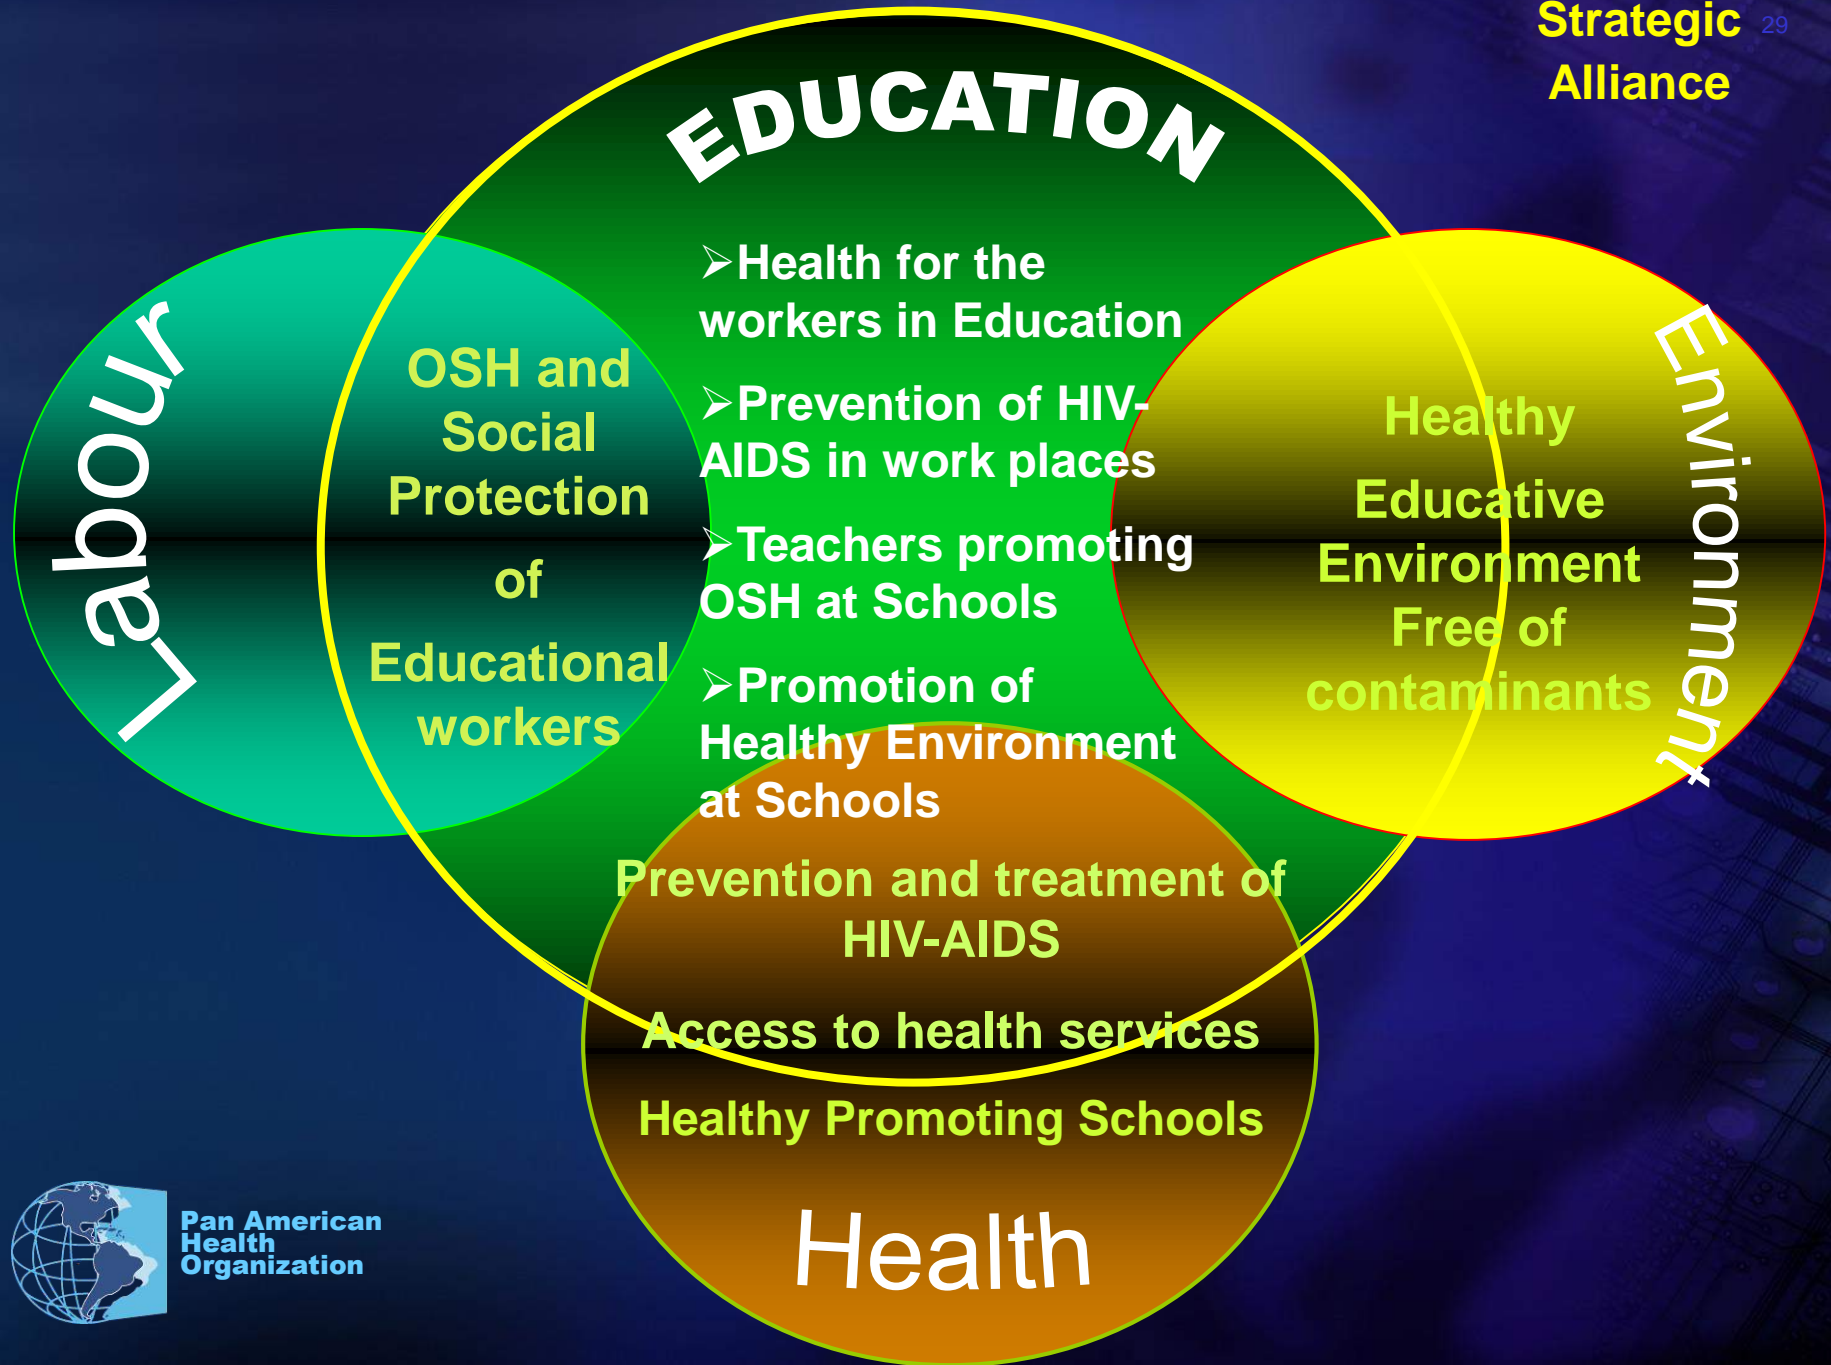 Strategic
Alliance
29
EDUCATION
➢Health for the
workers in Education
➢Prevention of HIV-
AIDS in work places
➢Teachers promoting
OSH at Schools
➢Promotion of
Healthy Environment
at Schools
Labour
OSH and
Social
Protection
of
Educational
workers
Healthy
Educative
Environment
Free of
contaminants
Environment
Prevention and treatment of
HIV-AIDS
Access to health services
Healthy Promoting Schools
Health
Pan American
Health
Organization